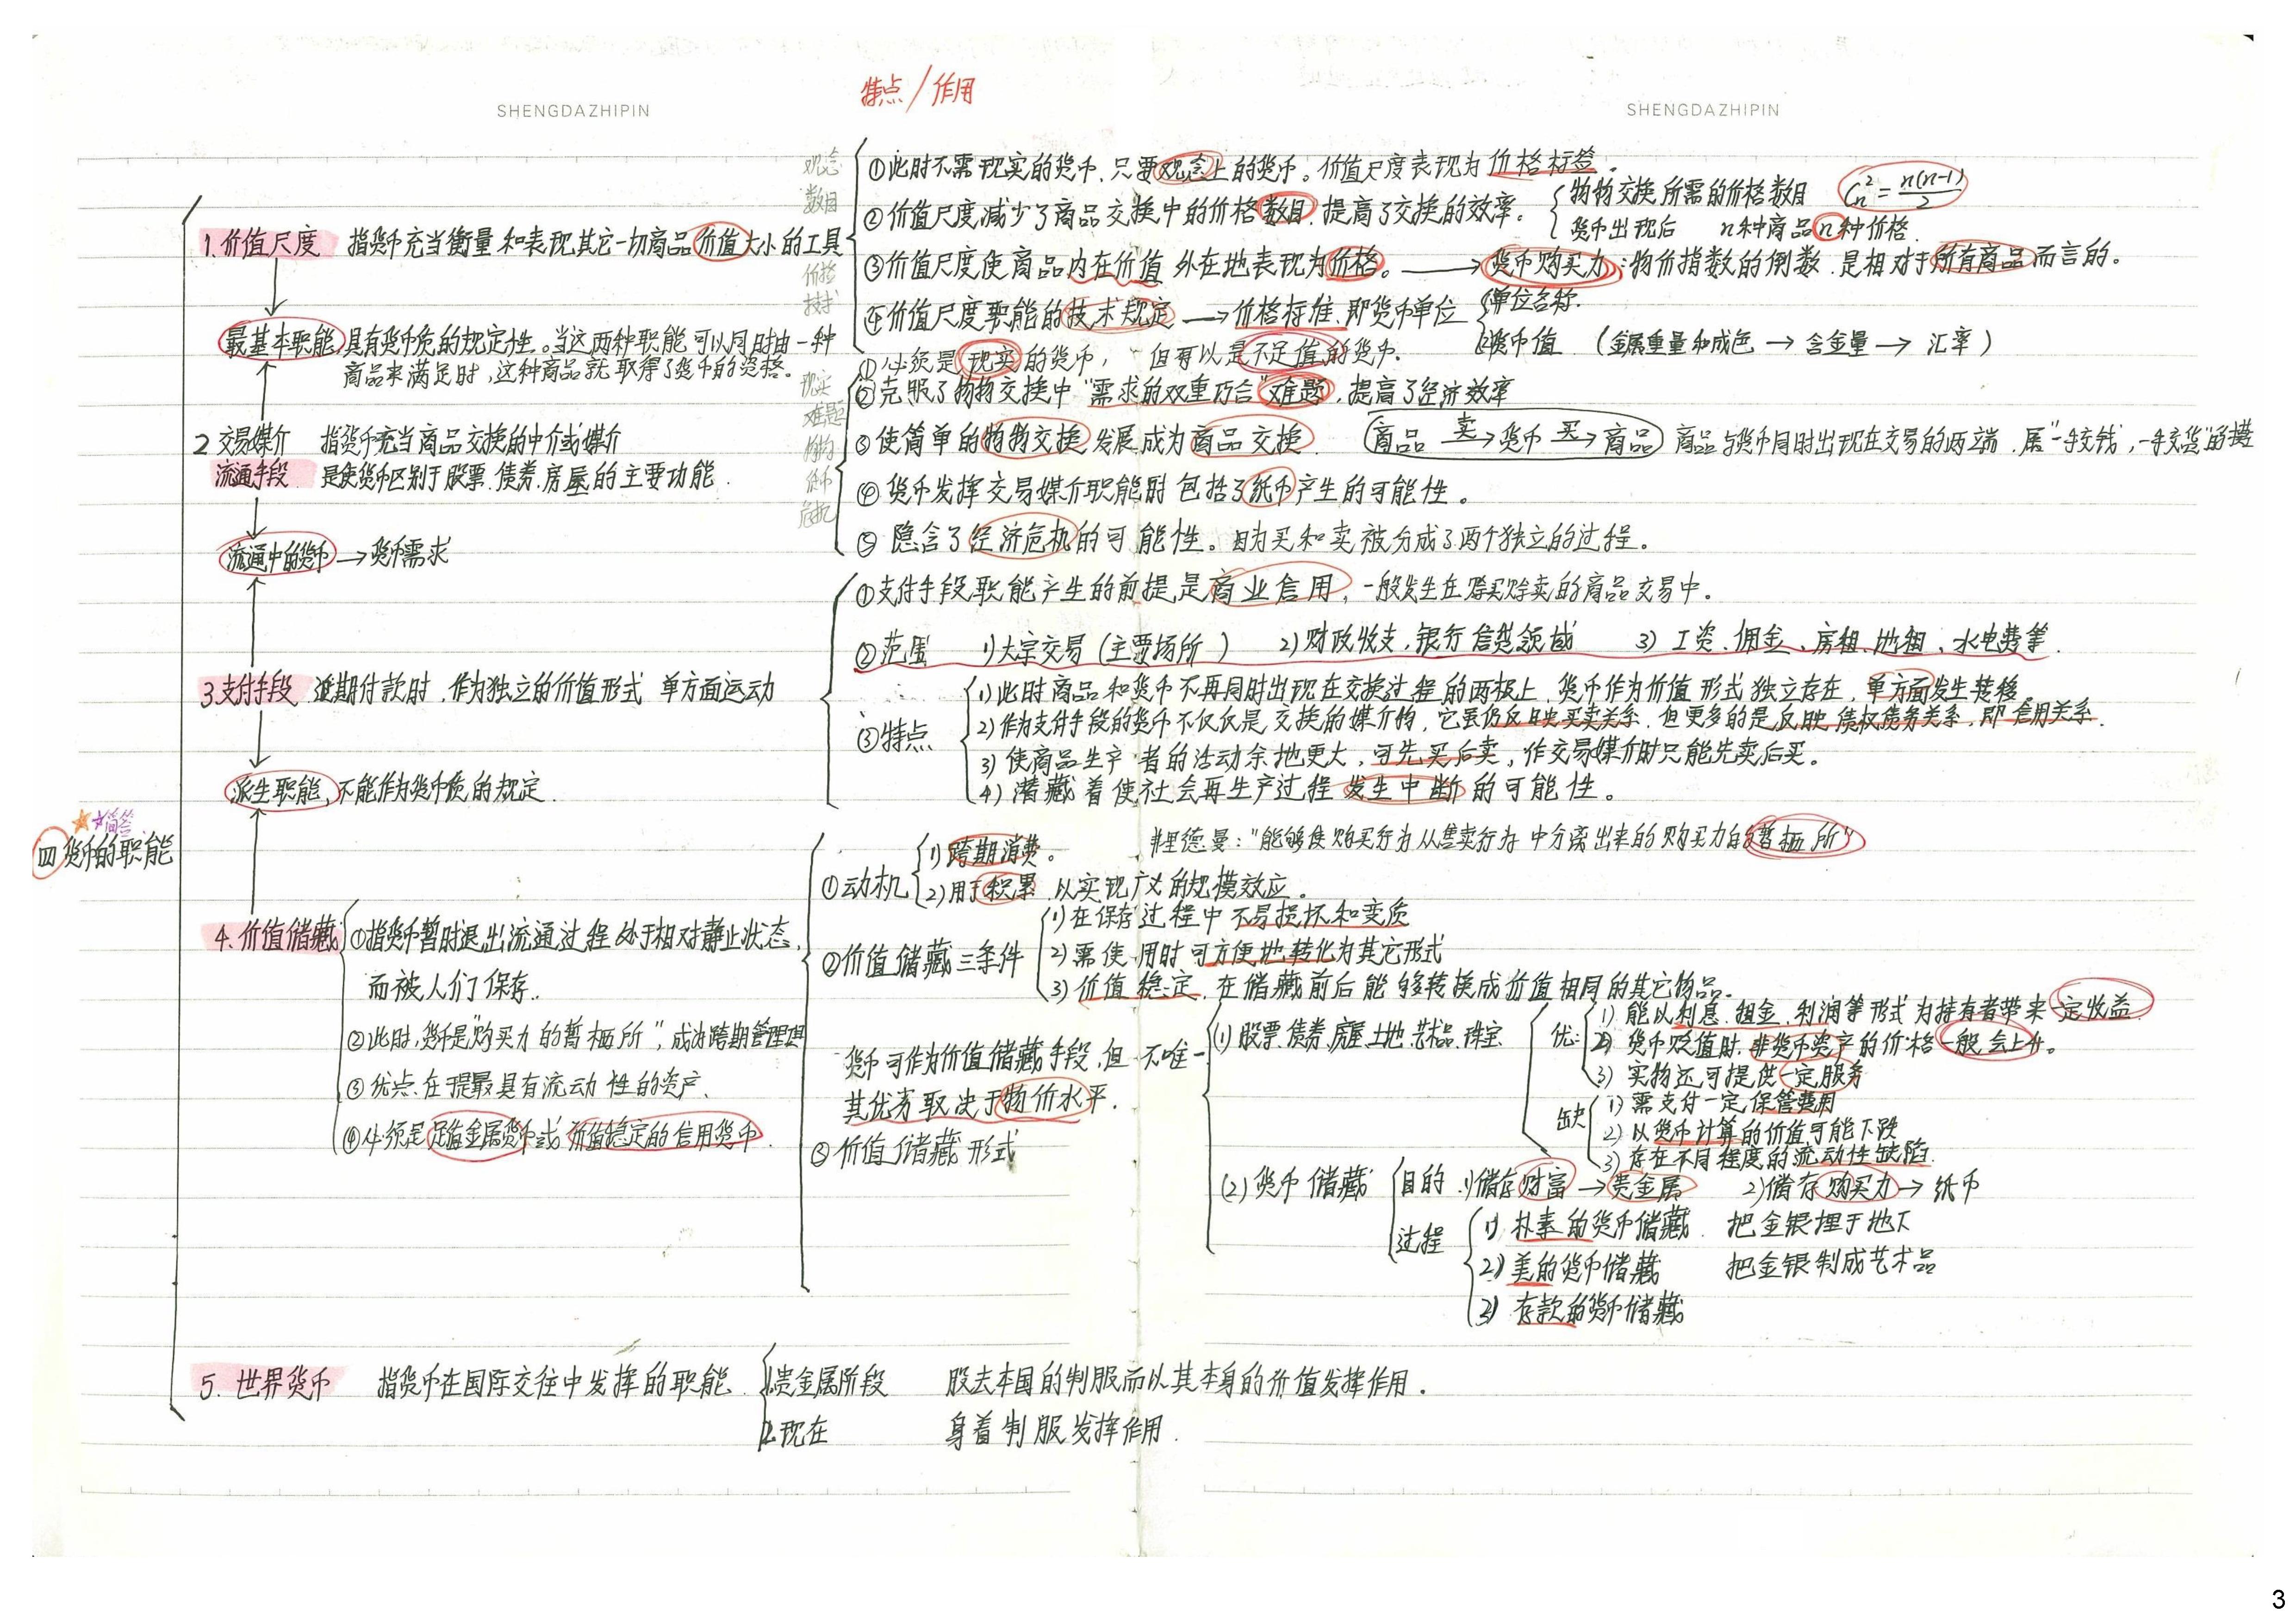 特点/作用
SHENGDAZHIPIN
SHENGDAZHIPIN
四 货币的职能
简答
1. 价值尺度 指货币充当衡量和表现其它一切商品价值大小的工具
最基本职能,具有货币质的规定性。当这两种职能可以同时由一种
商品来满足时,这种商品就取得了货币的资格。
观念
数目
价格
技术
①此时不需现实的货币、只要观念上的货币。价值尺度表现为价格标签。
②价值尺度减少了商品交换中的价格数目,提高了交换的效率。
物物交换所需的价格数目 C²ₙ = n(n-1)/2
货币出现后 n种商品n种价格.
③价值尺度使商品内在价值外在地表现为价格。→货币购买力:物价指数的倒数.是相对于所有商品而言的。
④价值尺度职能的技术规定→价格标准.即货币单位
单位名称.
货币值 (金属重量和成色→含金量→汇率)
2 交易媒介 指货币充当商品交换的中介或媒介
流通手段 是使货币区别于股票.债券.房屋的主要功能.
流通中的货币→货币需求
现实
难题
货币
危机
①必须是现实的货币, 但可以是不足值的货币.
②克服了物物交换中"需求的双重巧合"难题,提高了经济效率
③使简单的物物交换发展成为商品交换.
商品 卖→货币 买→商品 商品与货币同时出现在交易的两端.属"一手交钱,一手交货"的
④货币发挥交易媒介职能时包括了纸币产生的可能性。
⑤隐含了经济危机的可能性。因为买和卖被分成了两个独立的过程。
3.支付手段 延期付款时.作为独立的价值形式 单方面运动
派生职能,不能作为货币质的规定.
①支付手段职能产生的前提是商业信用,一般发生在赊买赊卖的商品交易中。
②范围 1)大宗交易(主要场所) 2)财政收支,银行信贷领域 3)工资、佣金、房租、地租、水电费等.
③特点
1)此时商品和货币不再同时出现在交换过程的两极上.货币作为价值形式独立存在,单方面发生转移。
2)作为支付手段的货币不仅仅是交换的媒介物,它虽仍反映买卖关系.但更多的是反映债权债务关系,即信用关系.
3)使商品生产者的活动余地更大,可先买后卖,作交易媒介时只能先卖后买。
4)潜藏着使社会再生产过程发生中断的可能性。
4.价值储藏
①指货币暂时退出流通过程处于相对静止状态,
而被人们保存.
②此时,货币是"购买力的暂栖所",成为跨期管理
③优点.在于是最具有流动性的资产、
④必须是足值金属货币或价值稳定的信用货币.
①动机
1)跨期消费。
2)用于积累 以实现广义的规模效应。
弗里德曼:"能够使购买行为从售卖行为中分离出来的购买力的暂栖所"
②价值储藏三条件
1)在保存过程中不易损坏和变质
2)需使用时可方便地转化为其它形式
3)价值稳定.在储藏前后能够转换成价值相同的其它物品.
货币可作为价值储藏手段,但不唯一
其优劣取决于物价水平.
③价值储藏形式
(1)股票.债券.房屋.土地.艺术品.珠宝
优:
1)能以利息.租金.利润等形式为持有者带来一定收益
2)货币贬值时.非货币资产的价格一般会上升。
3)实物还可提供一定服务
缺
1)需支付一定保管费用
2)以货币计算的价值可能下跌
3)存在不同程度的流动性缺陷.
(2)货币储藏
目的 1)储存财富→贵金属 2)储存购买力→纸币
过程
1)朴素的货币储藏. 把金银埋于地下
2)美的货币储藏 把金银制成艺术品
3)存款的货币储藏
5. 世界货币 指货币在国际交往中发挥的职能.
1.贵金属阶段 脱去本国的制服而以其本身的价值发挥作用.
2.现在 身着制服发挥作用.
3